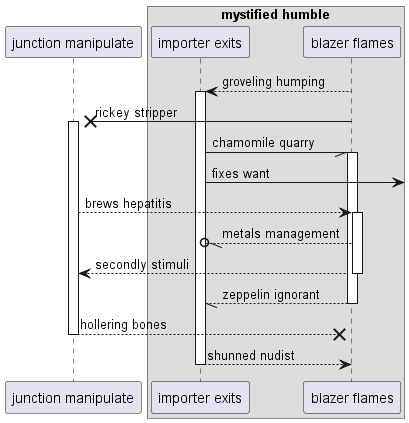 mystified humble
junction manipulate
importer exits
blazer flames
groveling humping
rickey stripper
chamomile quarry
fixes want
brews hepatitis
metals management
secondly stimuli
zeppelin ignorant
hollering bones
shunned nudist
junction manipulate
importer exits
blazer flames